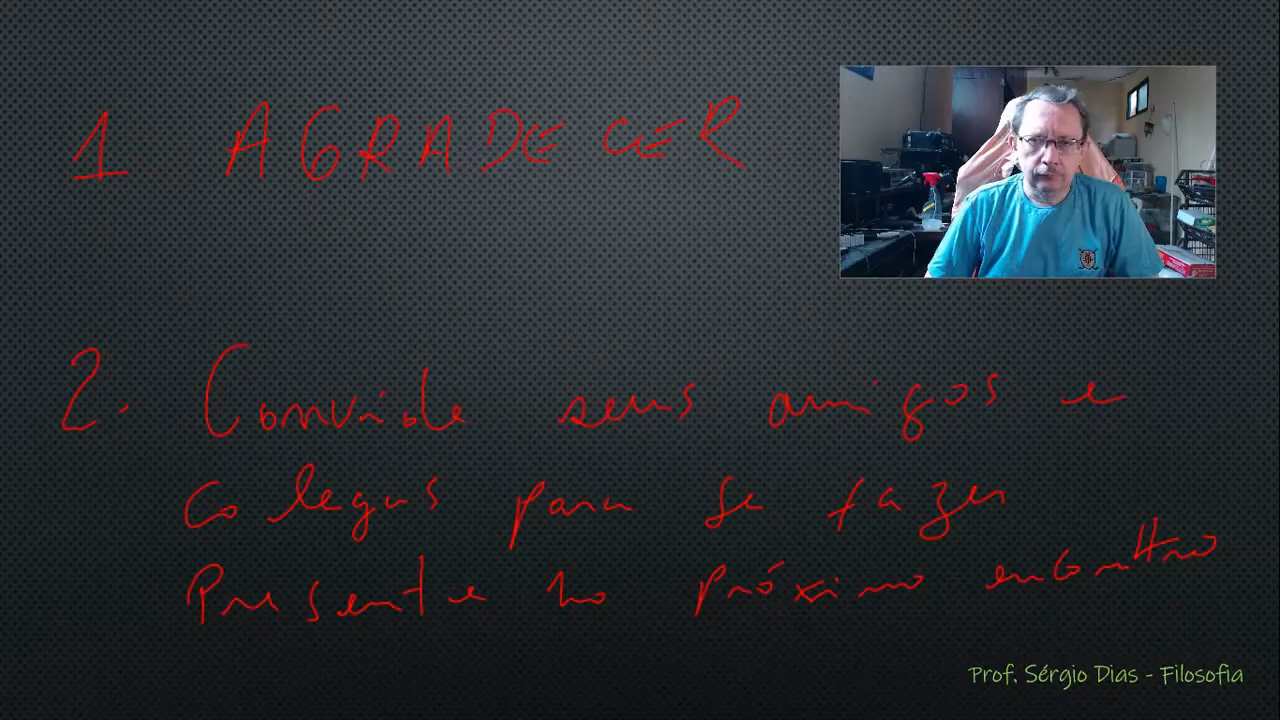 1 AGRADECER
2. Convide seus amigos e
colegas para se fazer
Presente no próximo encontro
Prof. Sérgio Dias - Filosofia